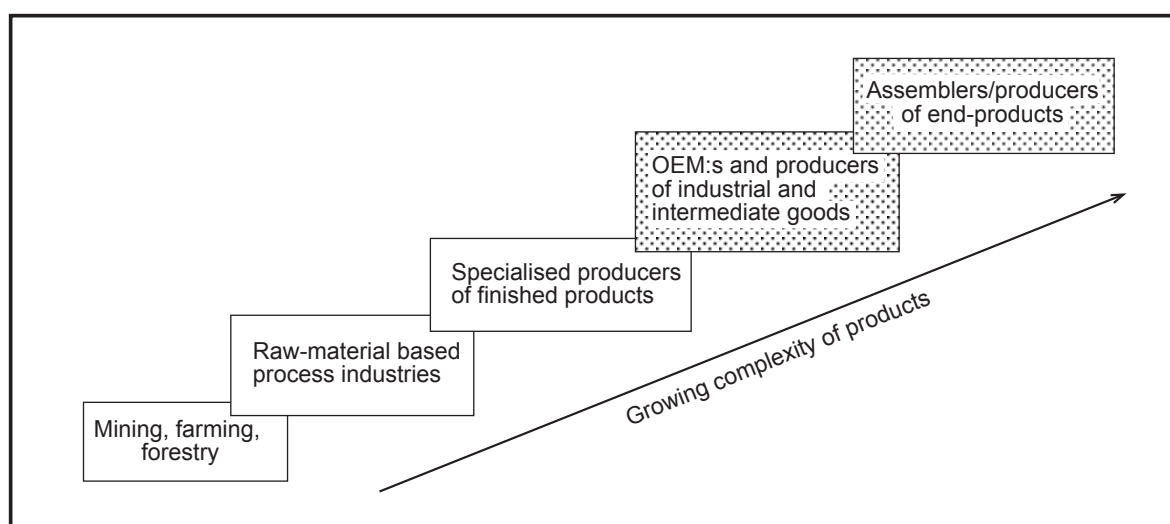 Assemblers/producers
of end-products
OEM:s and producers
of industrial and
intermediate goods
Specialised producers
of finished products
Raw-material based
process industries
Mining, farming,
forestry
Growing complexity of products